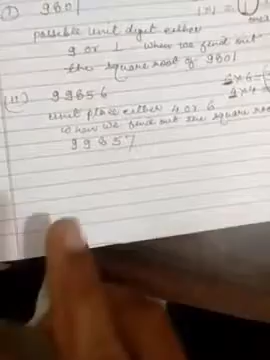 (i) 9801
possible unit digit either
9 or 1 when we find out
the square root of 9801
(ii) 99856
unit place either 4 or 6
when we find out the square
99857